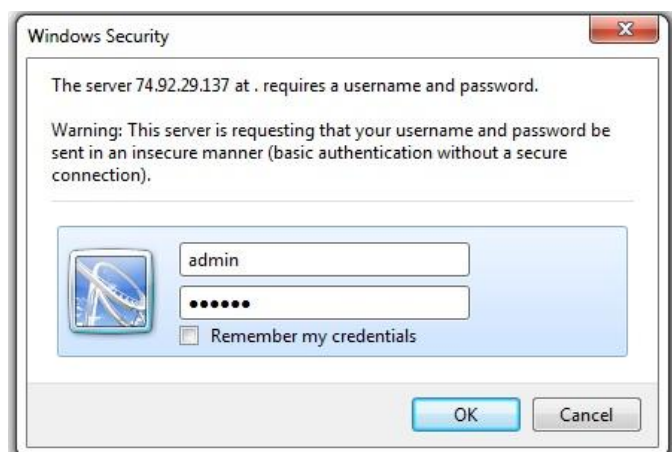 Windows Security
The server 74.92.29.137 at . requires a username and password.
Warning: This server is requesting that your username and password be
sent in an insecure manner (basic authentication without a secure
connection).
admin
●●●●●●
Remember my credentials
OK Cancel